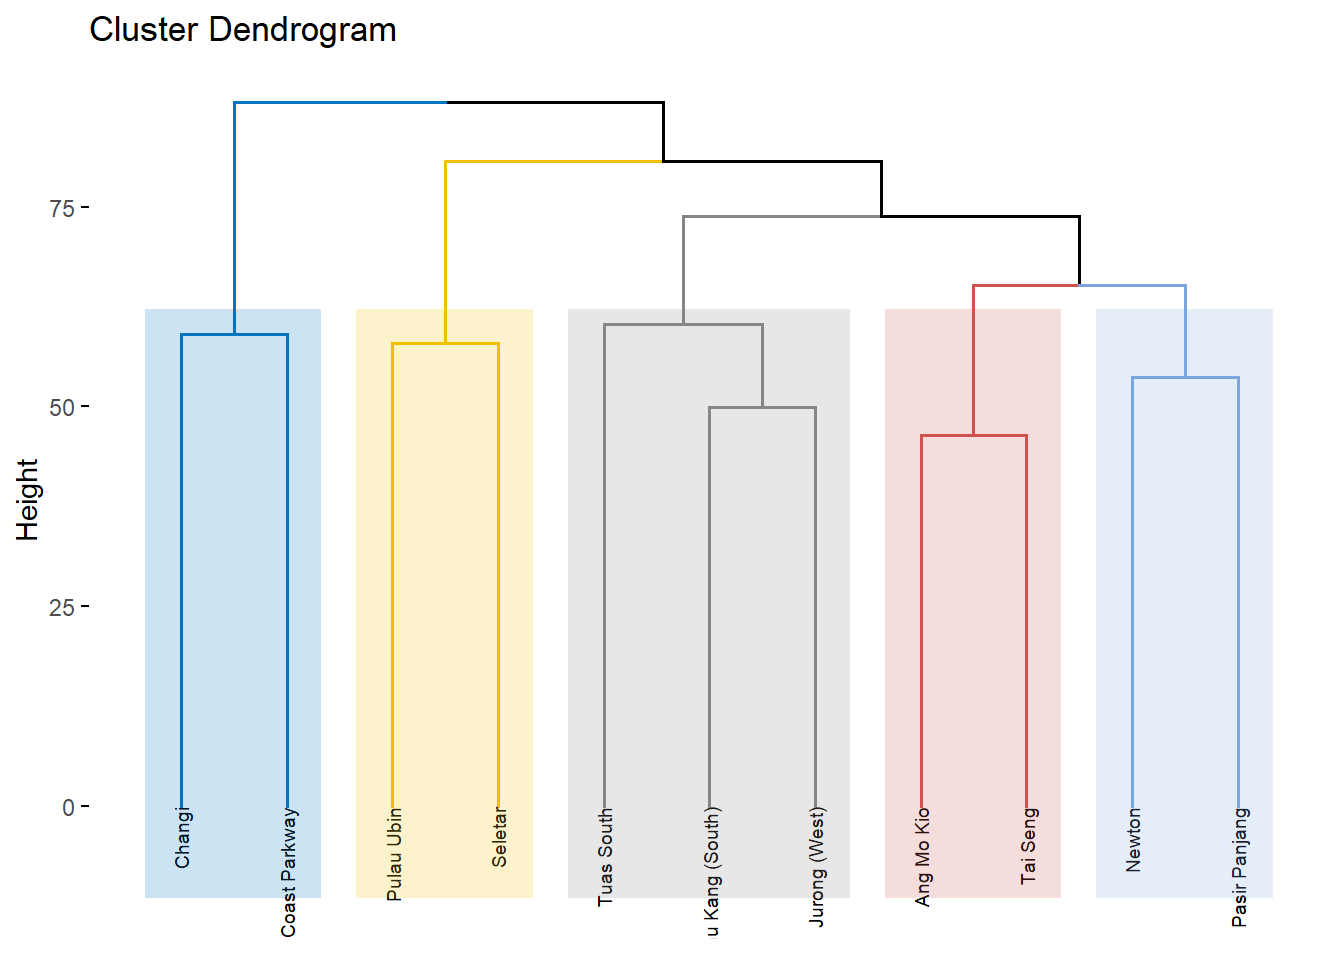 Cluster Dendrogram
Height
75
50
25
0
Changi
Coast Parkway
Pulau Ubin
Seletar
Tuas South
u Kang (South)
Jurong (West)
Ang Mo Kio
Tai Seng
Newton
Pasir Panjang